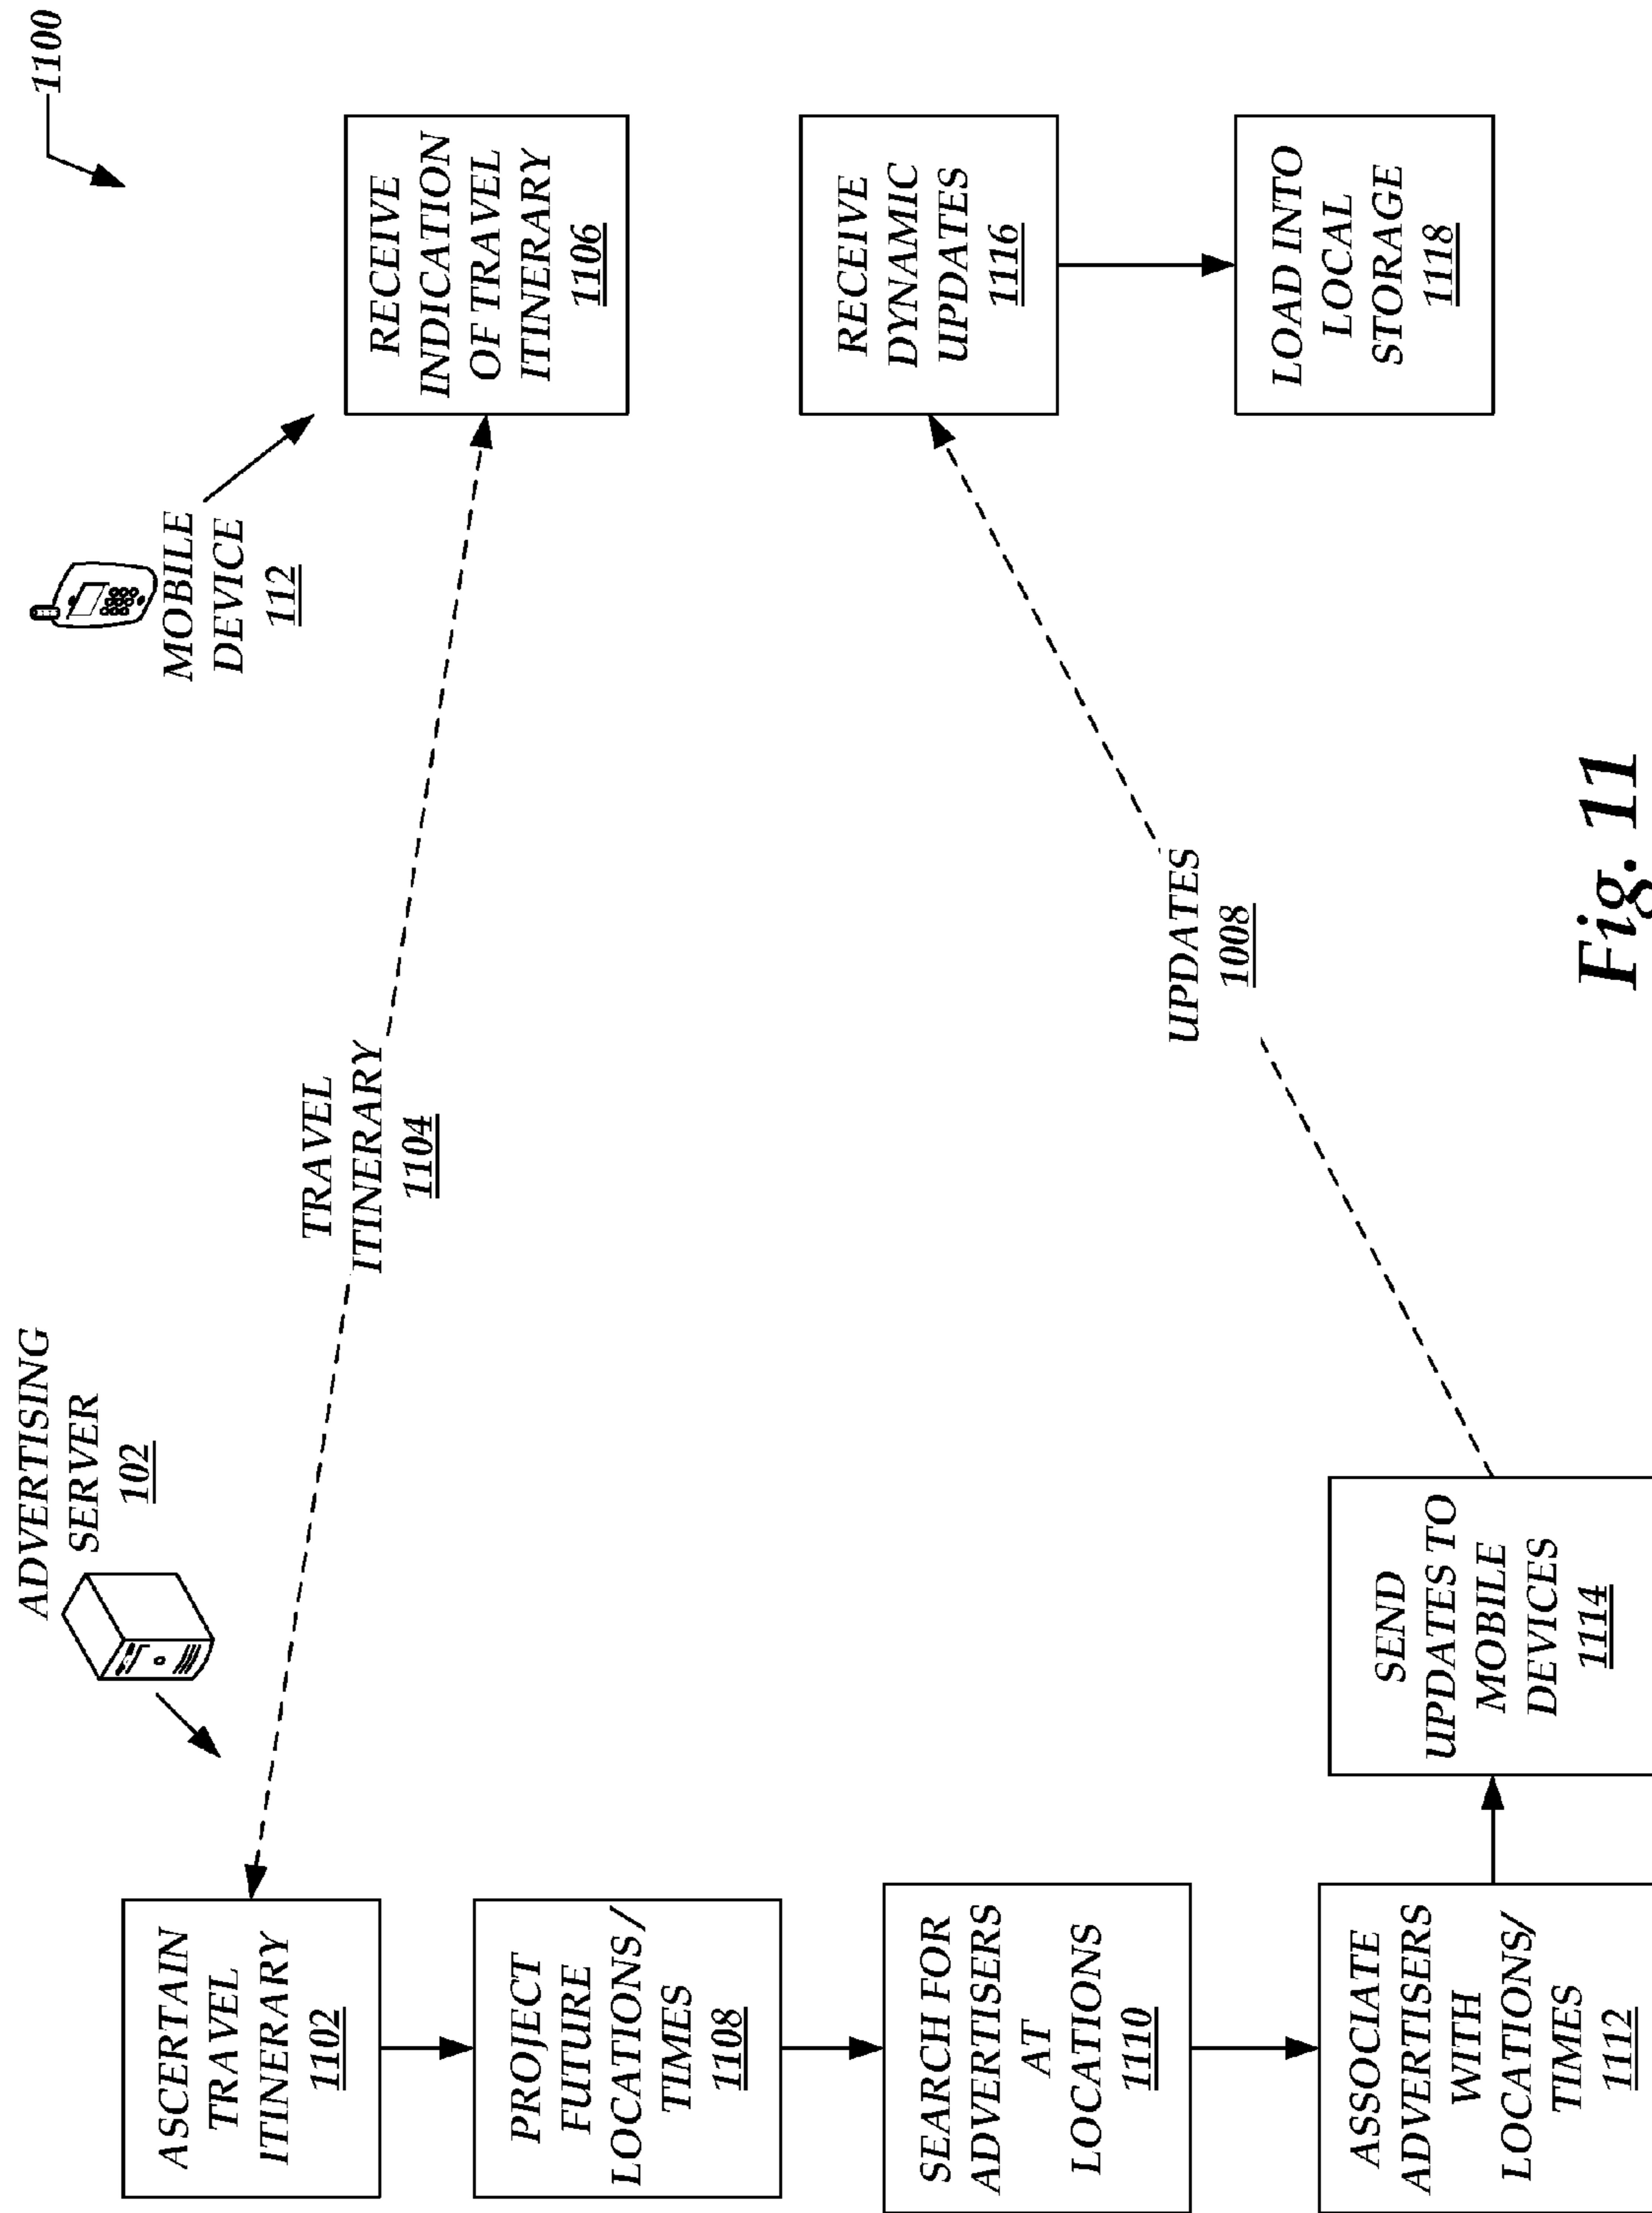 1100
ADVERTISING
SERVER
102
MOBILE
DEVICE
112
ASCERTAIN
TRAVEL
ITINERARY
1102
TRAVEL
ITINERARY
1104
RECEIVE
INDICATION
OF TRAVEL
ITINERARY
1106
PROJECT
FUTURE
LOCATIONS/
TIMES
1108
SEARCH FOR
ADVERTISERS
AT
LOCATIONS
1110
ASSOCIATE
ADVERTISERS
WITH
LOCATIONS/
TIMES
1112
SEND
UPDATES TO
MOBILE
DEVICES
1114
UPDATES
1008
RECEIVE
DYNAMIC
UPDATES
1116
LOAD INTO
LOCAL
STORAGE
1118
Fig. 11